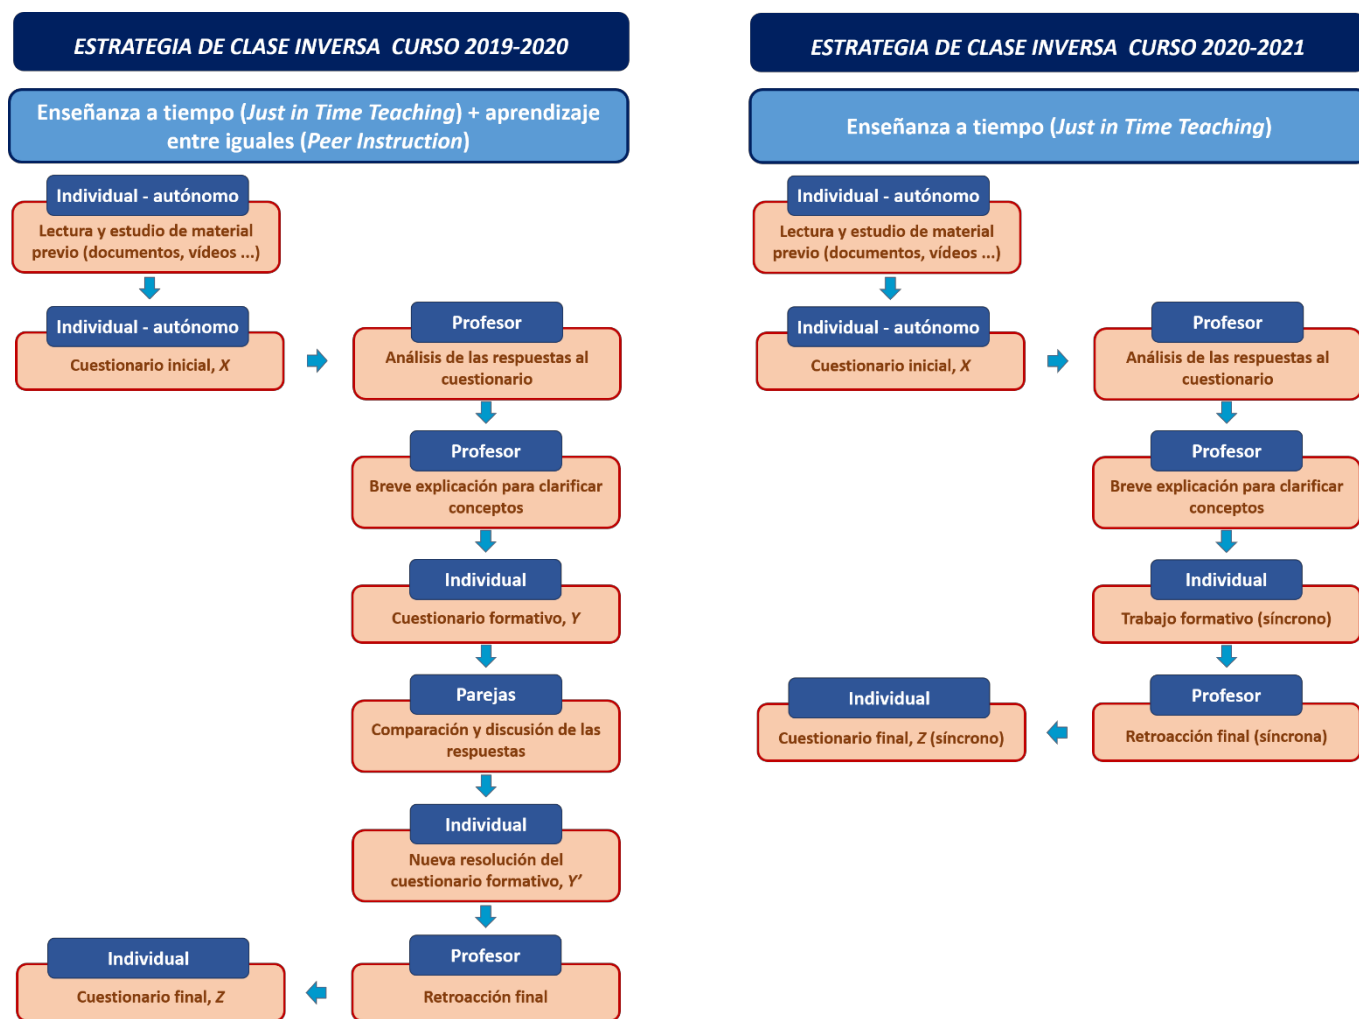 ESTRATEGIA DE CLASE INVERSA CURSO 2019-2020
Enseñanza a tiempo (Just in Time Teaching) + aprendizaje
entre iguales (Peer Instruction)
Individual - autónomo
Lectura y estudio de material
previo (documentos, vídeos ...)
Individual - autónomo
Cuestionario inicial, X
Profesor
Análisis de las respuestas al
cuestionario
Profesor
Breve explicación para clarificar
conceptos
Individual
Cuestionario formativo, Y
Parejas
Comparación y discusión de las
respuestas
Individual
Nueva resolución del
cuestionario formativo, Y'
Profesor
Retroacción final
Individual
Cuestionario final, Z
ESTRATEGIA DE CLASE INVERSA CURSO 2020-2021
Enseñanza a tiempo (Just in Time Teaching)
Individual - autónomo
Lectura y estudio de material
previo (documentos, vídeos ...)
Individual - autónomo
Cuestionario inicial, X
Profesor
Análisis de las respuestas al
cuestionario
Profesor
Breve explicación para clarificar
conceptos
Individual
Trabajo formativo (síncrono)
Profesor
Retroacción final (síncrona)
Individual
Cuestionario final, Z (síncrono)